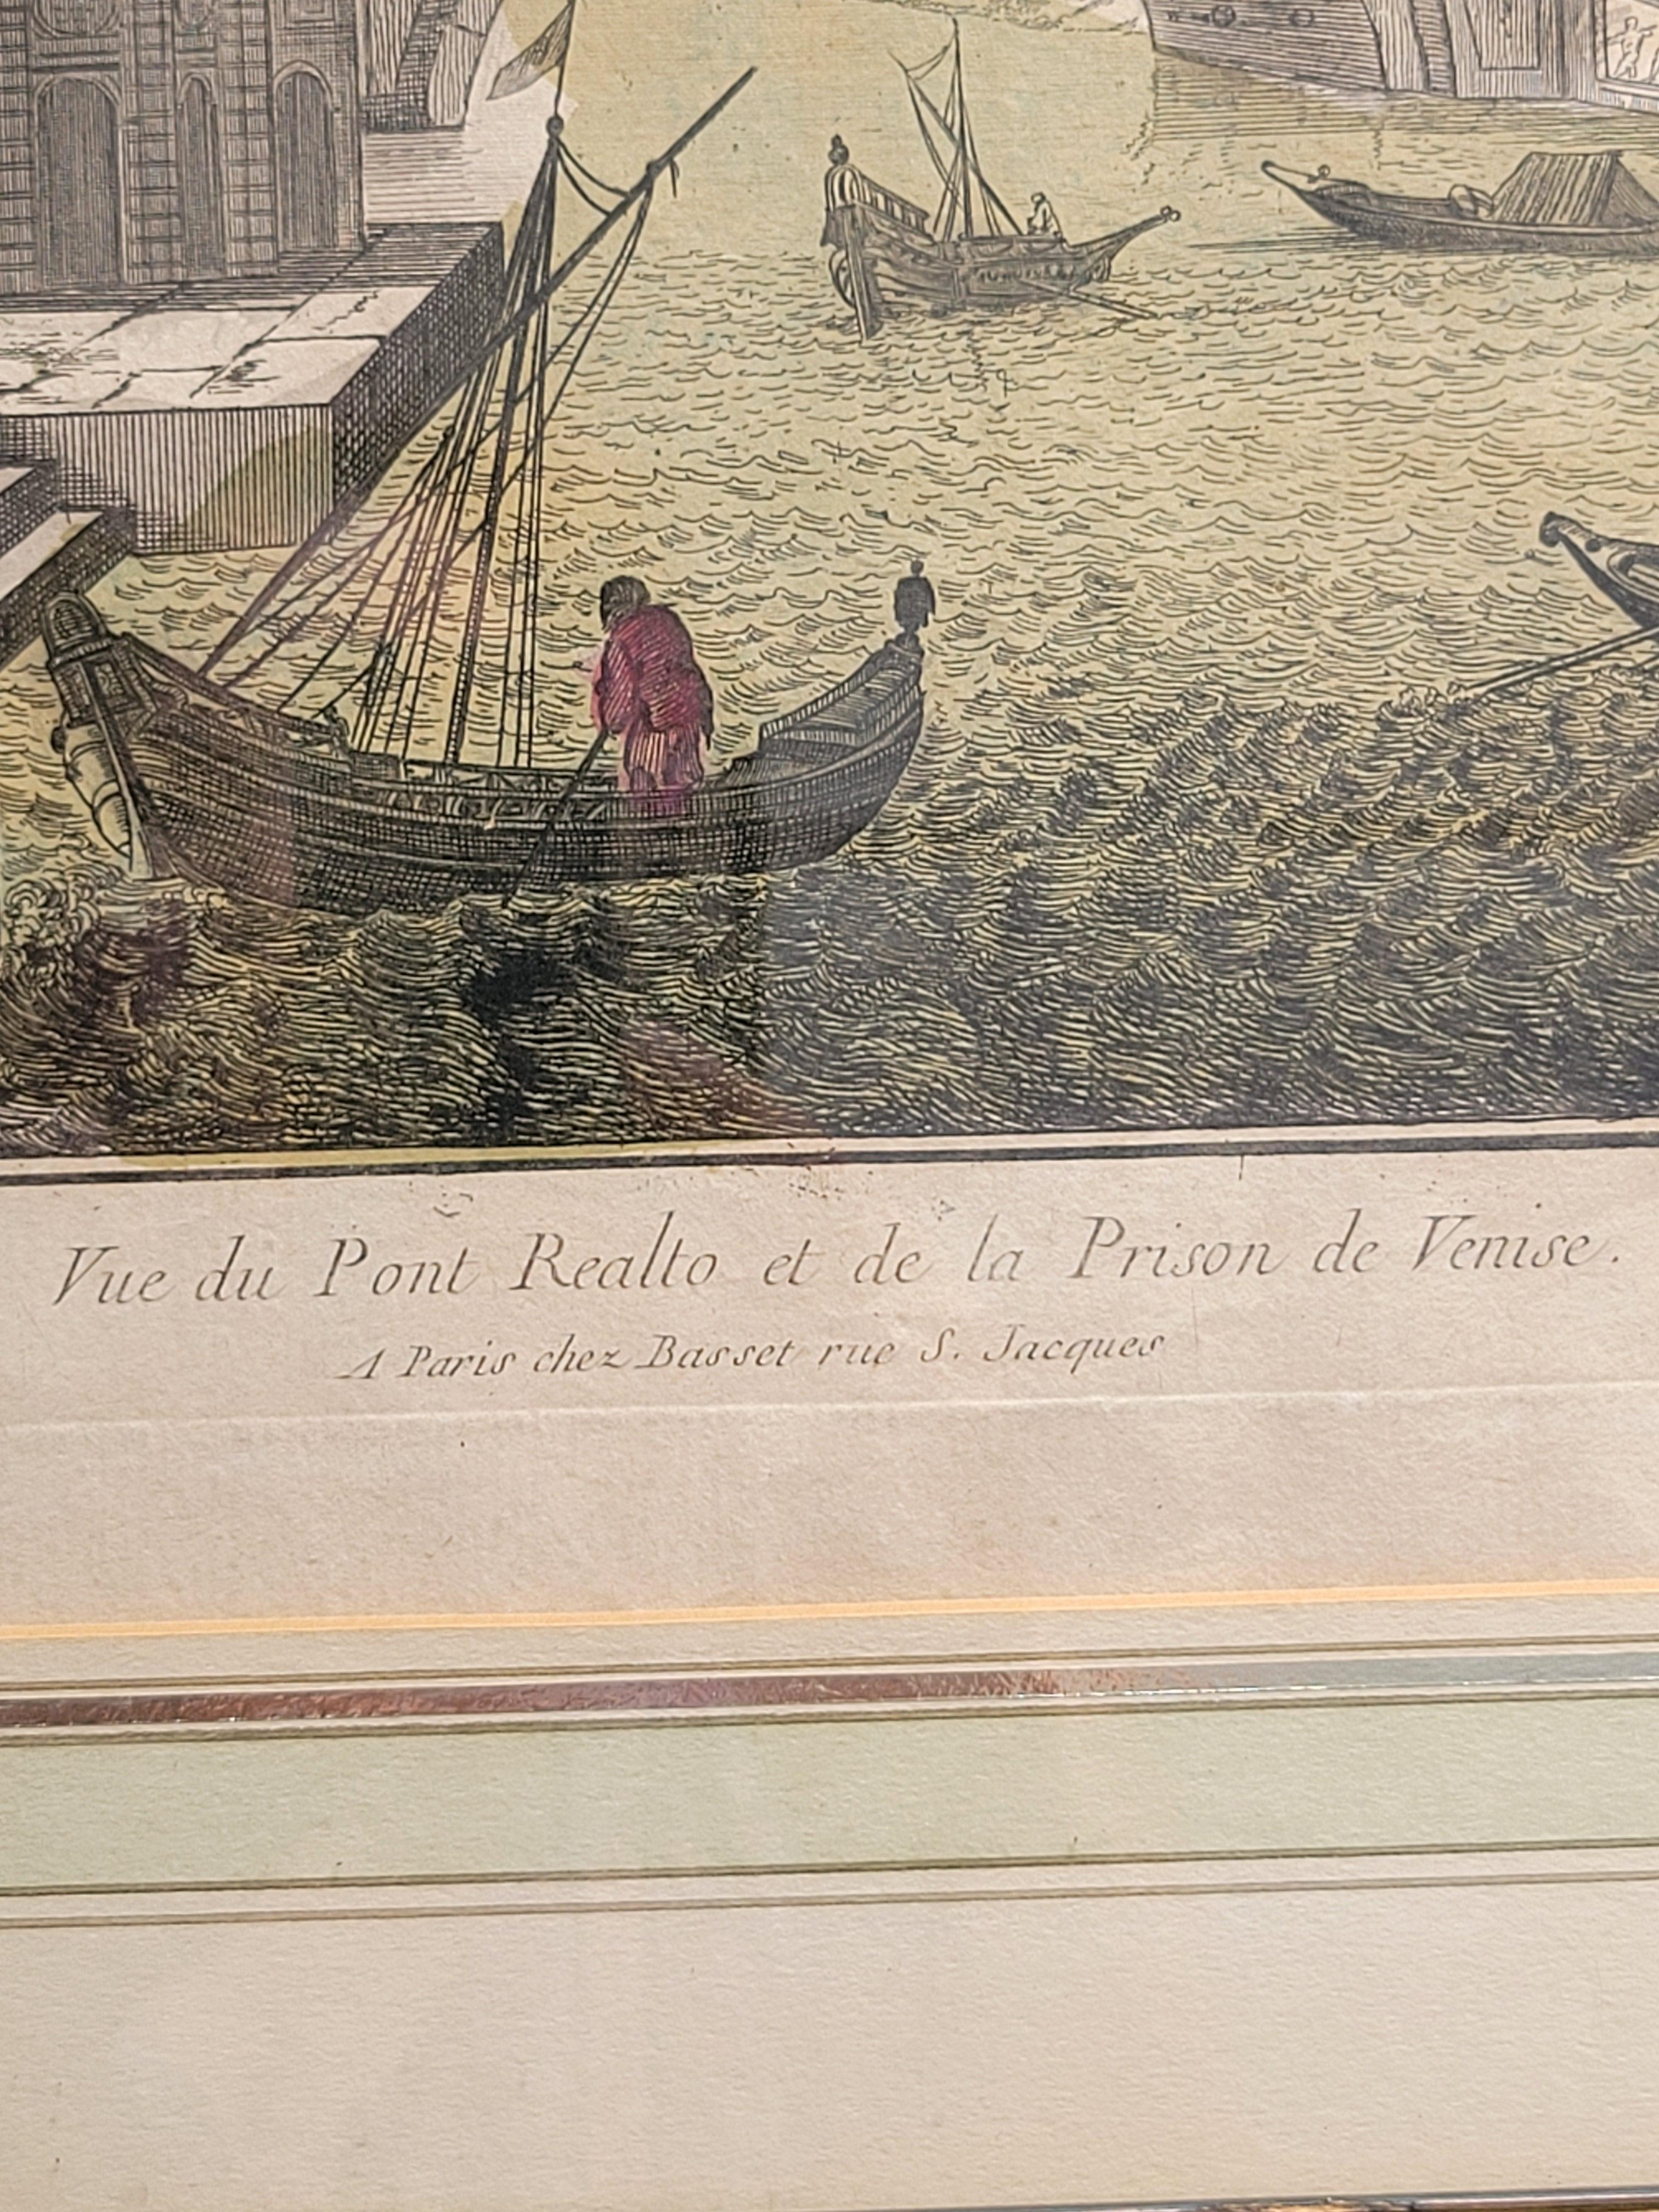 Vue du Pont Realto et de la Prison de Venise.
A Paris chez Basset rue S. Jacques